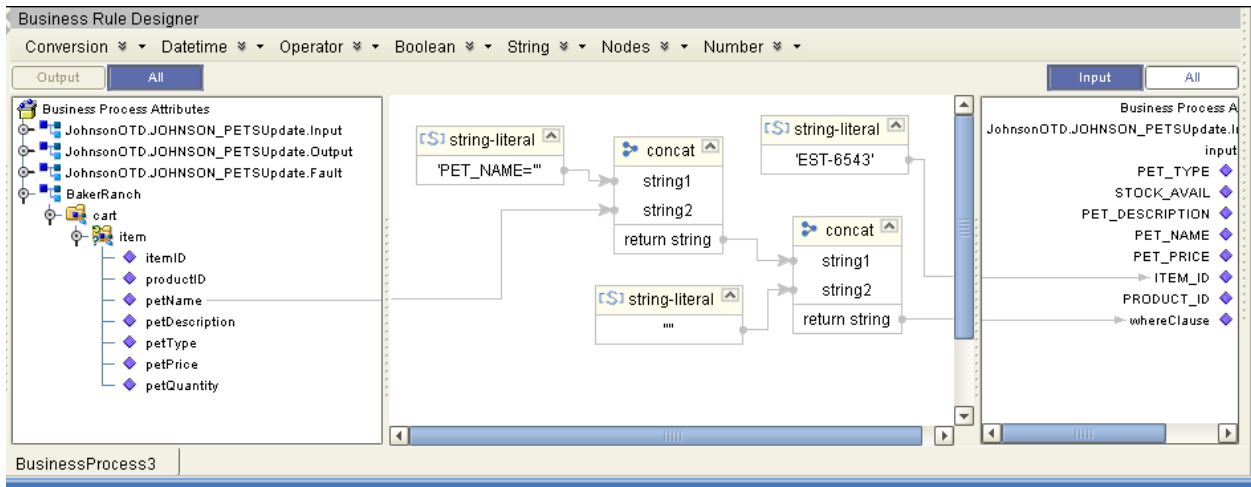 Business Rule Designer
Conversion Datetime Operator Boolean String Nodes Number
Output All Input All
Business Process Attributes
JohnsonOTD.JOHNSON_PETSUpdate.Input
JohnsonOTD.JOHNSON_PETSUpdate.Output
JohnsonOTD.JOHNSON_PETSUpdate.Fault
BakerRanch
cart
item
itemID
productID
petName
petDescription
petType
petPrice
petQuantity
[S] string-literal
'PET_NAME="'
concat
string1
string2
return string
[S] string-literal
'EST-6543'
concat
string1
string2
return string
[S] string-literal
'"'
Business Process A
JohnsonOTD.JOHNSON_PETSUpdate.I
input
PET_TYPE
STOCK_AVAIL
PET_DESCRIPTION
PET_NAME
PET_PRICE
ITEM_ID
PRODUCT_ID
whereClause
BusinessProcess3